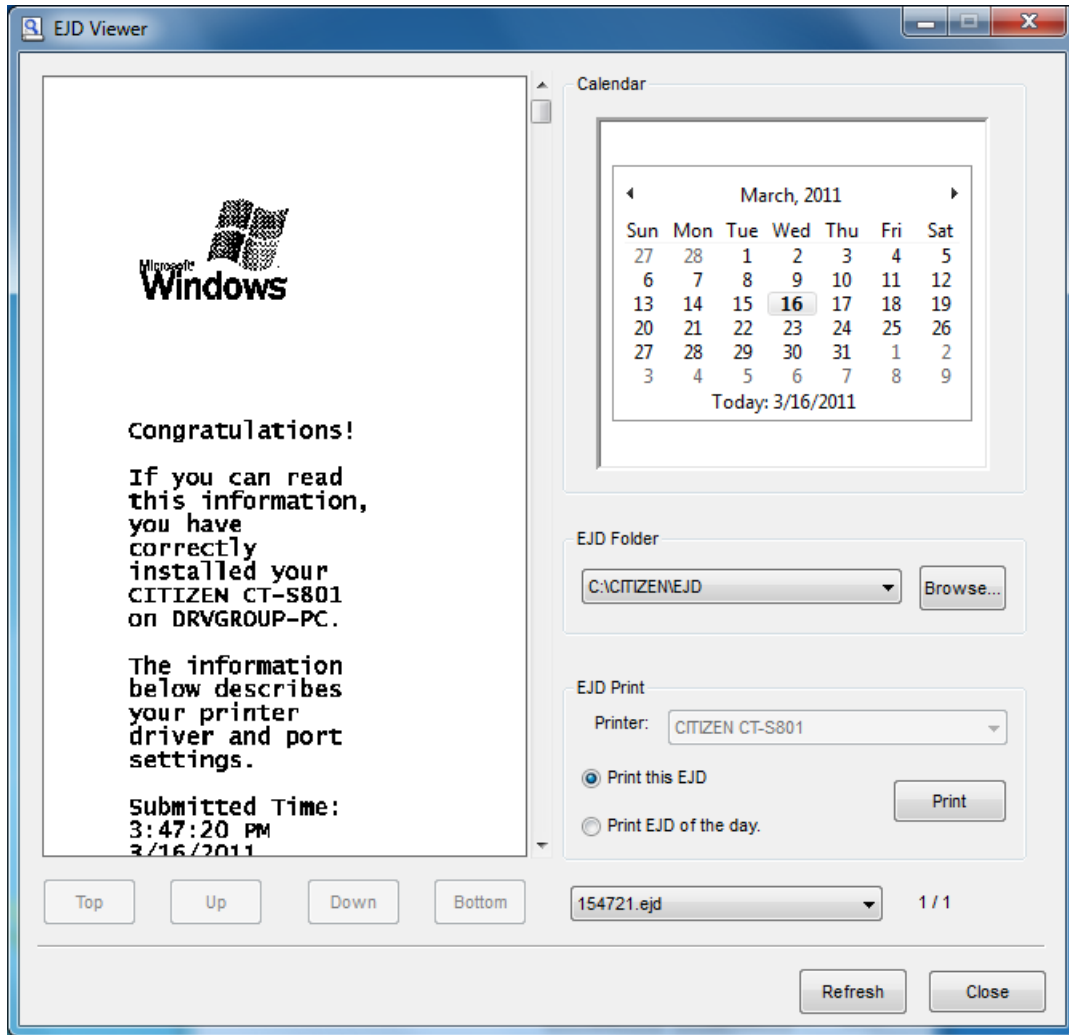 EJD Viewer
Microsoft
Windows
Congratulations!
If you can read
this information,
you have
correctly
installed your
CITIZEN CT-S801
on DRVGROUP-PC.
The information
below describes
your printer
driver and port
settings.
Submitted Time:
3:47:20 PM
3/16/2011
Top Up Down Bottom
Calendar
March, 2011
Sun Mon Tue Wed Thu Fri Sat
27 28 1 2 3 4 5
6 7 8 9 10 11 12
13 14 15 16 17 18 19
20 21 22 23 24 25 26
27 28 29 30 31 1 2
3 4 5 6 7 8 9
Today: 3/16/2011
EJD Folder
C:\CITIZEN\EJD Browse...
EJD Print
Printer: CITIZEN CT-S801
Print this EJD
Print
Print EJD of the day.
154721.ejd 1 / 1
Refresh Close